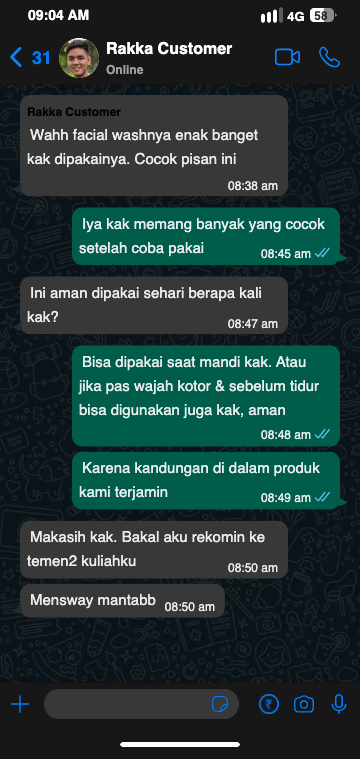 09:04 AM
4G 58
31
Rakka Customer
Online
Rakka Customer
Wahh facial washnya enak banget
kak dipakainya. Cocok pisan ini
08:38 am
Iya kak memang banyak yang cocok
setelah coba pakai
08:45 am
Ini aman dipakai sehari berapa kali
kak?
08:47 am
Bisa dipakai saat mandi kak. Atau
jika pas wajah kotor & sebelum tidur
bisa digunakan juga kak, aman
08:48 am
Karena kandungan di dalam produk
kami terjamin
08:49 am
Makasih kak. Bakal aku rekomin ke
temen2 kuliahku
08:50 am
Mensway mantabb 08:50 am